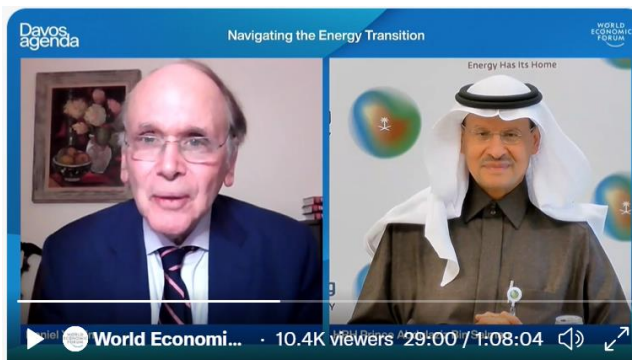 Davos
agenda
Navigating the Energy Transition
WORLD
ECONOMIC
FORUM
Energy Has Its Home
World Economi... · 10.4K viewers 29:00 / 1:08:04